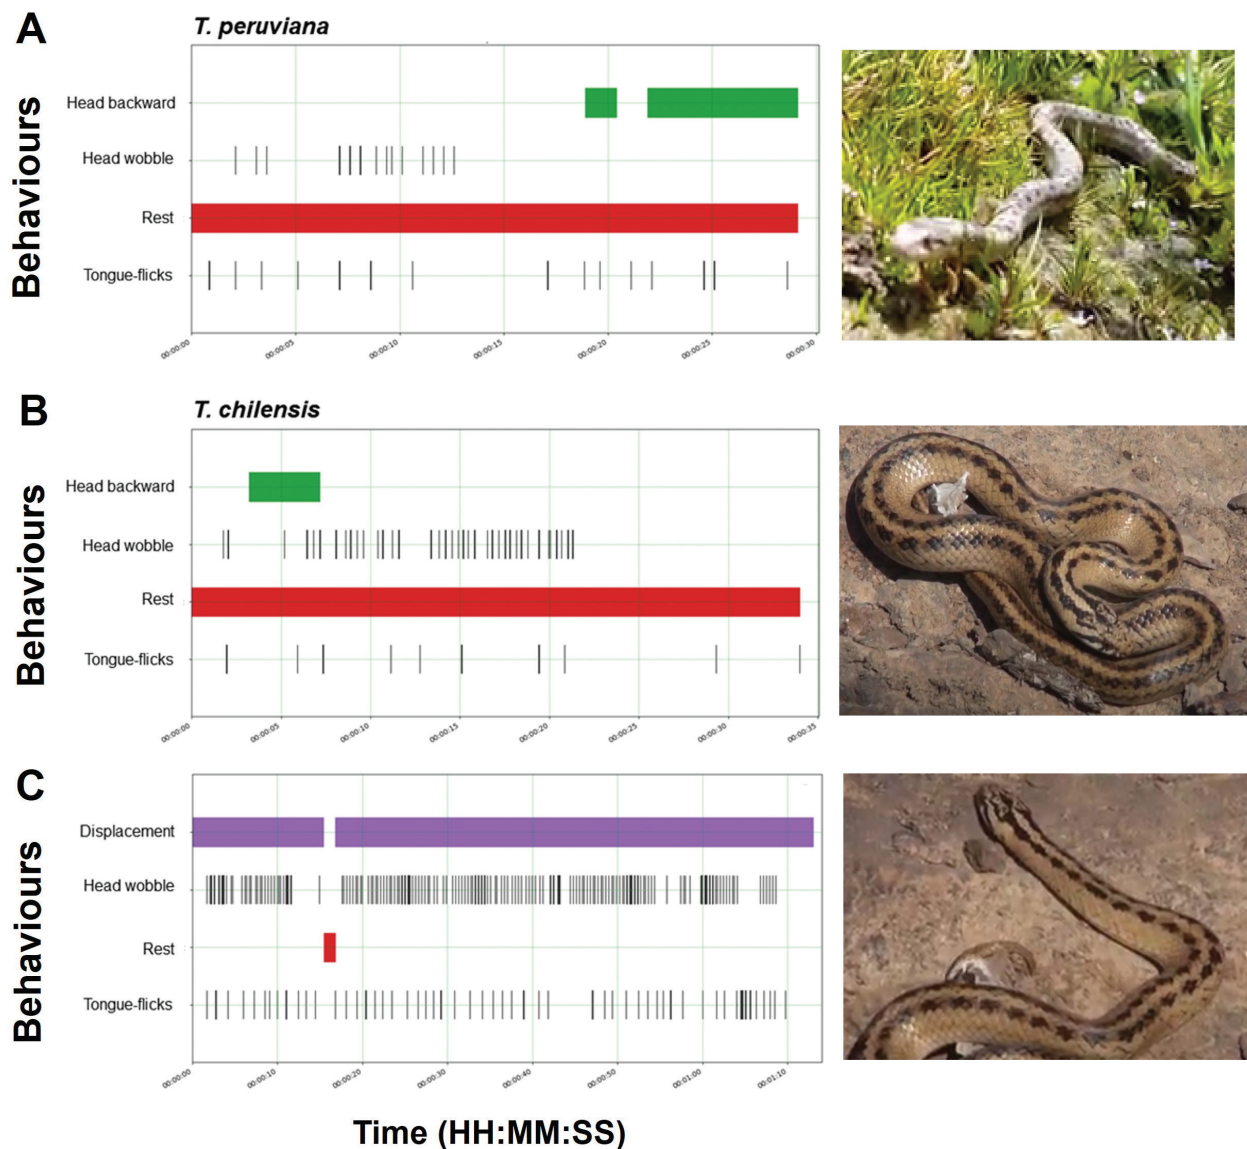 A
T. peruviana
Behaviours
Head backward
Head wobble
Rest
Tongue-flicks
00:00:00
00:00:05
00:00:10
00:00:15
00:00:20
00:00:25
00:00:30
B
T. chilensis
Behaviours
Head backward
Head wobble
Rest
Tongue-flicks
00:00:00
00:00:05
00:00:10
00:00:15
00:00:20
00:00:25
00:00:30
00:00:35
C
Behaviours
Displacement
Head wobble
Rest
Tongue-flicks
00:00:00
00:00:10
00:00:20
00:00:30
00:00:40
00:00:50
00:01:00
00:01:10
Time (HH:MM:SS)